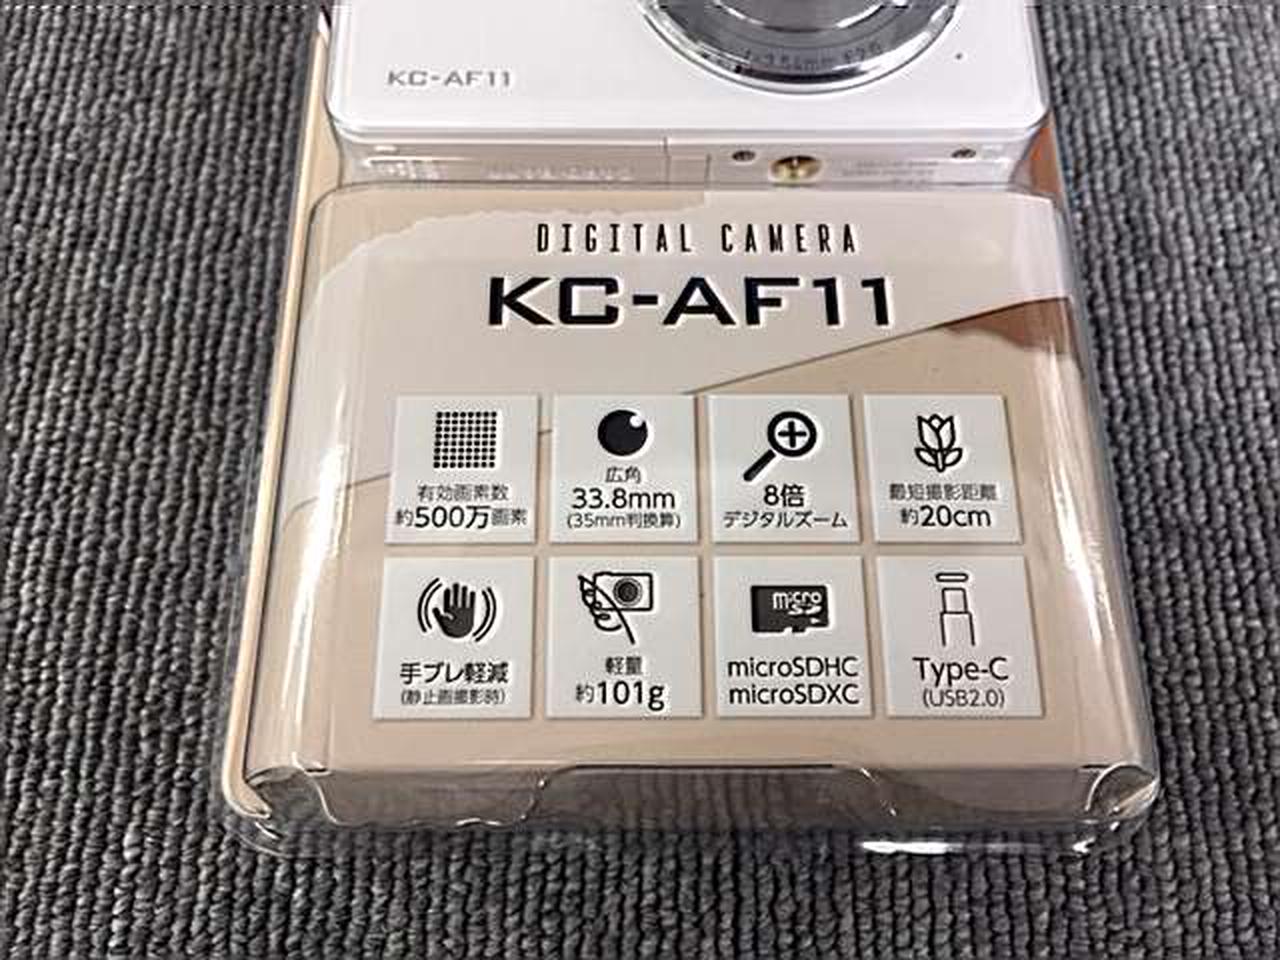 KC-AF11
DIGITAL CAMERA
KC-AF11
有効画素数
約500万画素
広角
33.8mm
(35mm判換算)
8倍
デジタルズーム
最短撮影距離
約20cm
手ブレ軽減
(静止画撮影時)
軽量
約101g
micro
SD
microSDHC
microSDXC
Type-C
(USB2.0)